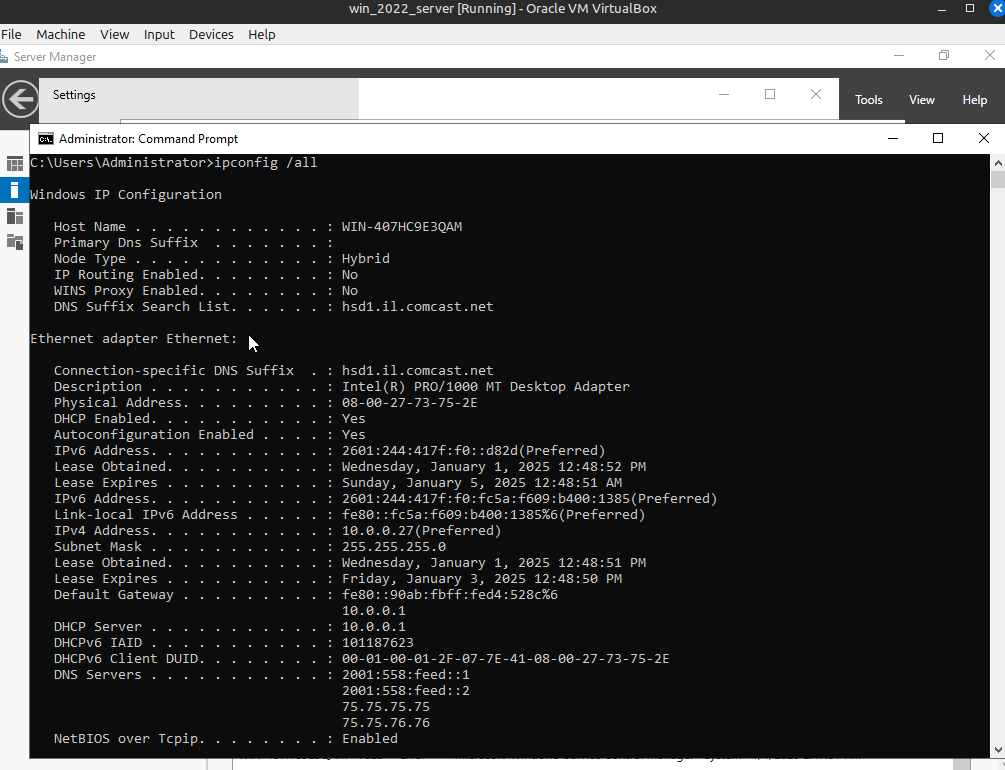 win_2022_server [Running] - Oracle VM VirtualBox
File Machine View Input Devices Help
Server Manager
Settings
Tools View Help
Administrator: Command Prompt
C:\Users\Administrator>ipconfig /all
Windows IP Configuration
Host Name . . . . . . . . . . . . : WIN-407HC9E3QAM
Primary Dns Suffix . . . . . . . :
Node Type . . . . . . . . . . . . : Hybrid
IP Routing Enabled. . . . . . . . : No
WINS Proxy Enabled. . . . . . . . : No
DNS Suffix Search List. . . . . . : hsd1.il.comcast.net
Ethernet adapter Ethernet:
Connection-specific DNS Suffix . : hsd1.il.comcast.net
Description . . . . . . . . . . . : Intel(R) PRO/1000 MT Desktop Adapter
Physical Address. . . . . . . . . : 08-00-27-73-75-2E
DHCP Enabled. . . . . . . . . . . : Yes
Autoconfiguration Enabled . . . . : Yes
IPv6 Address. . . . . . . . . . . : 2601:244:417f:f0::d82d(Preferred)
Lease Obtained. . . . . . . . . . : Wednesday, January 1, 2025 12:48:52 PM
Lease Expires . . . . . . . . . . : Sunday, January 5, 2025 12:48:51 AM
IPv6 Address. . . . . . . . . . . : 2601:244:417f:f0:fc5a:f609:b400:1385(Preferred)
Link-local IPv6 Address . . . . . : fe80::fc5a:f609:b400:1385%6(Preferred)
IPv4 Address. . . . . . . . . . . : 10.0.0.27(Preferred)
Subnet Mask . . . . . . . . . . . : 255.255.255.0
Lease Obtained. . . . . . . . . . : Wednesday, January 1, 2025 12:48:51 PM
Lease Expires . . . . . . . . . . : Friday, January 3, 2025 12:48:50 PM
Default Gateway . . . . . . . . . : fe80::90ab:fbff:fed4:528c%6
10.0.0.1
DHCP Server . . . . . . . . . . . : 10.0.0.1
DHCPv6 IAID . . . . . . . . . . . : 101187623
DHCPv6 Client DUID. . . . . . . . : 00-01-00-01-2F-07-7E-41-08-00-27-73-75-2E
DNS Servers . . . . . . . . . . . : 2001:558:feed::1
2001:558:feed::2
75.75.75.75
75.75.76.76
NetBIOS over Tcpip. . . . . . . . : Enabled